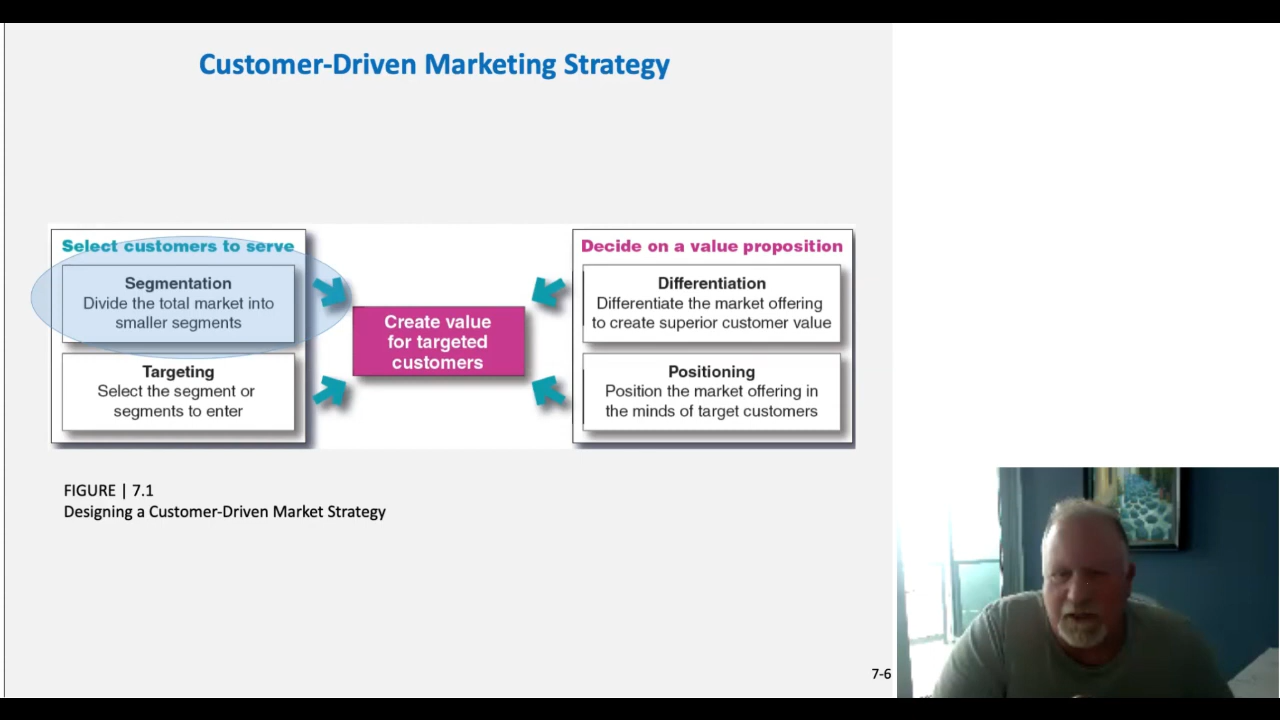 Customer-Driven Marketing Strategy
Select customers to serve
Segmentation
Divide the total market into
smaller segments
Targeting
Select the segment or
segments to enter
Create value
for targeted
customers
Decide on a value proposition
Differentiation
Differentiate the market offering
to create superior customer value
Positioning
Position the market offering in
the minds of target customers
FIGURE | 7.1
Designing a Customer-Driven Market Strategy
7-6